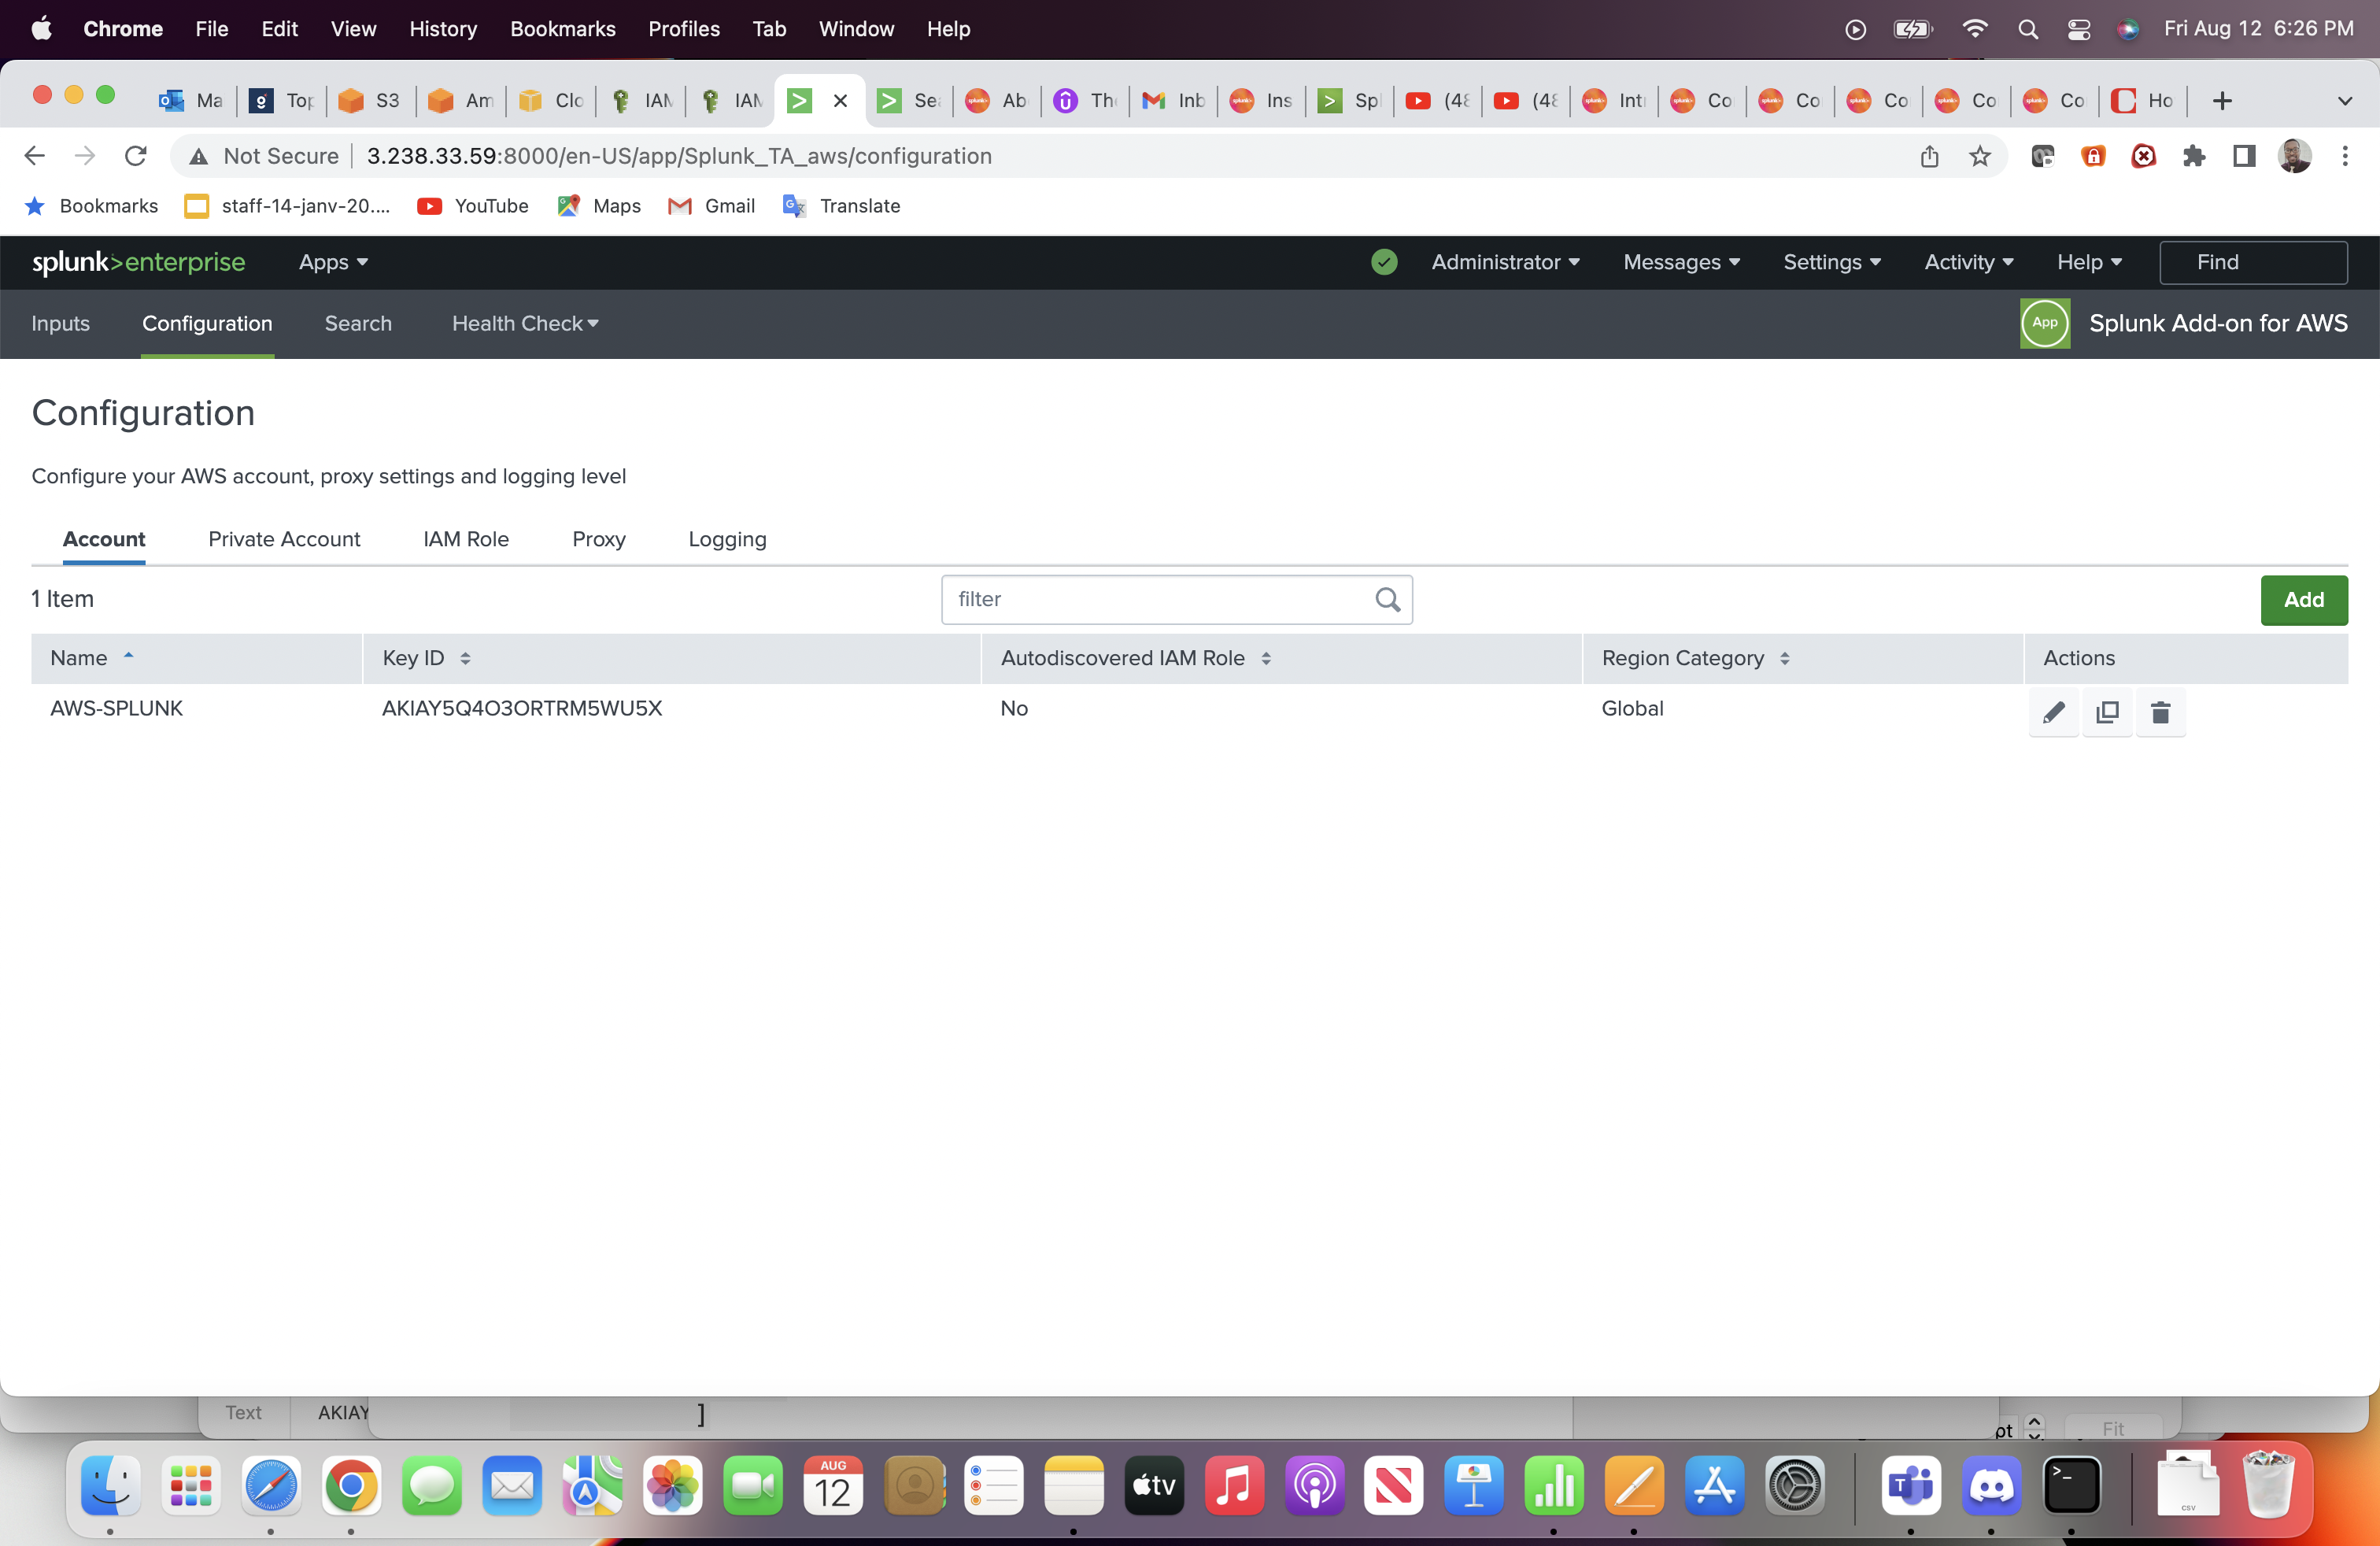 Chrome File Edit View History Bookmarks Profiles Tab Window Help Fri Aug 12 6:26 PM
Ma Top S3 Am Clo IAM IAM Sea Ab The Inb Ins Spl (48 (48 Intr Co Co Co Co Co Ho
Not Secure 3.238.33.59:8000/en-US/app/Splunk_TA_aws/configuration
Bookmarks staff-14-janv-20.... YouTube Maps Gmail Translate
splunk>enterprise Apps Administrator Messages Settings Activity Help Find
Inputs Configuration Search Health Check App Splunk Add-on for AWS
Configuration
Configure your AWS account, proxy settings and logging level
Account Private Account IAM Role Proxy Logging
1 Item filter Add
Name Key ID Autodiscovered IAM Role Region Category Actions
AWS-SPLUNK AKIAY5Q4O3ORTRM5WU5X No Global
Text AKIAY ] pt Fit
AUG
12
tv
CSV